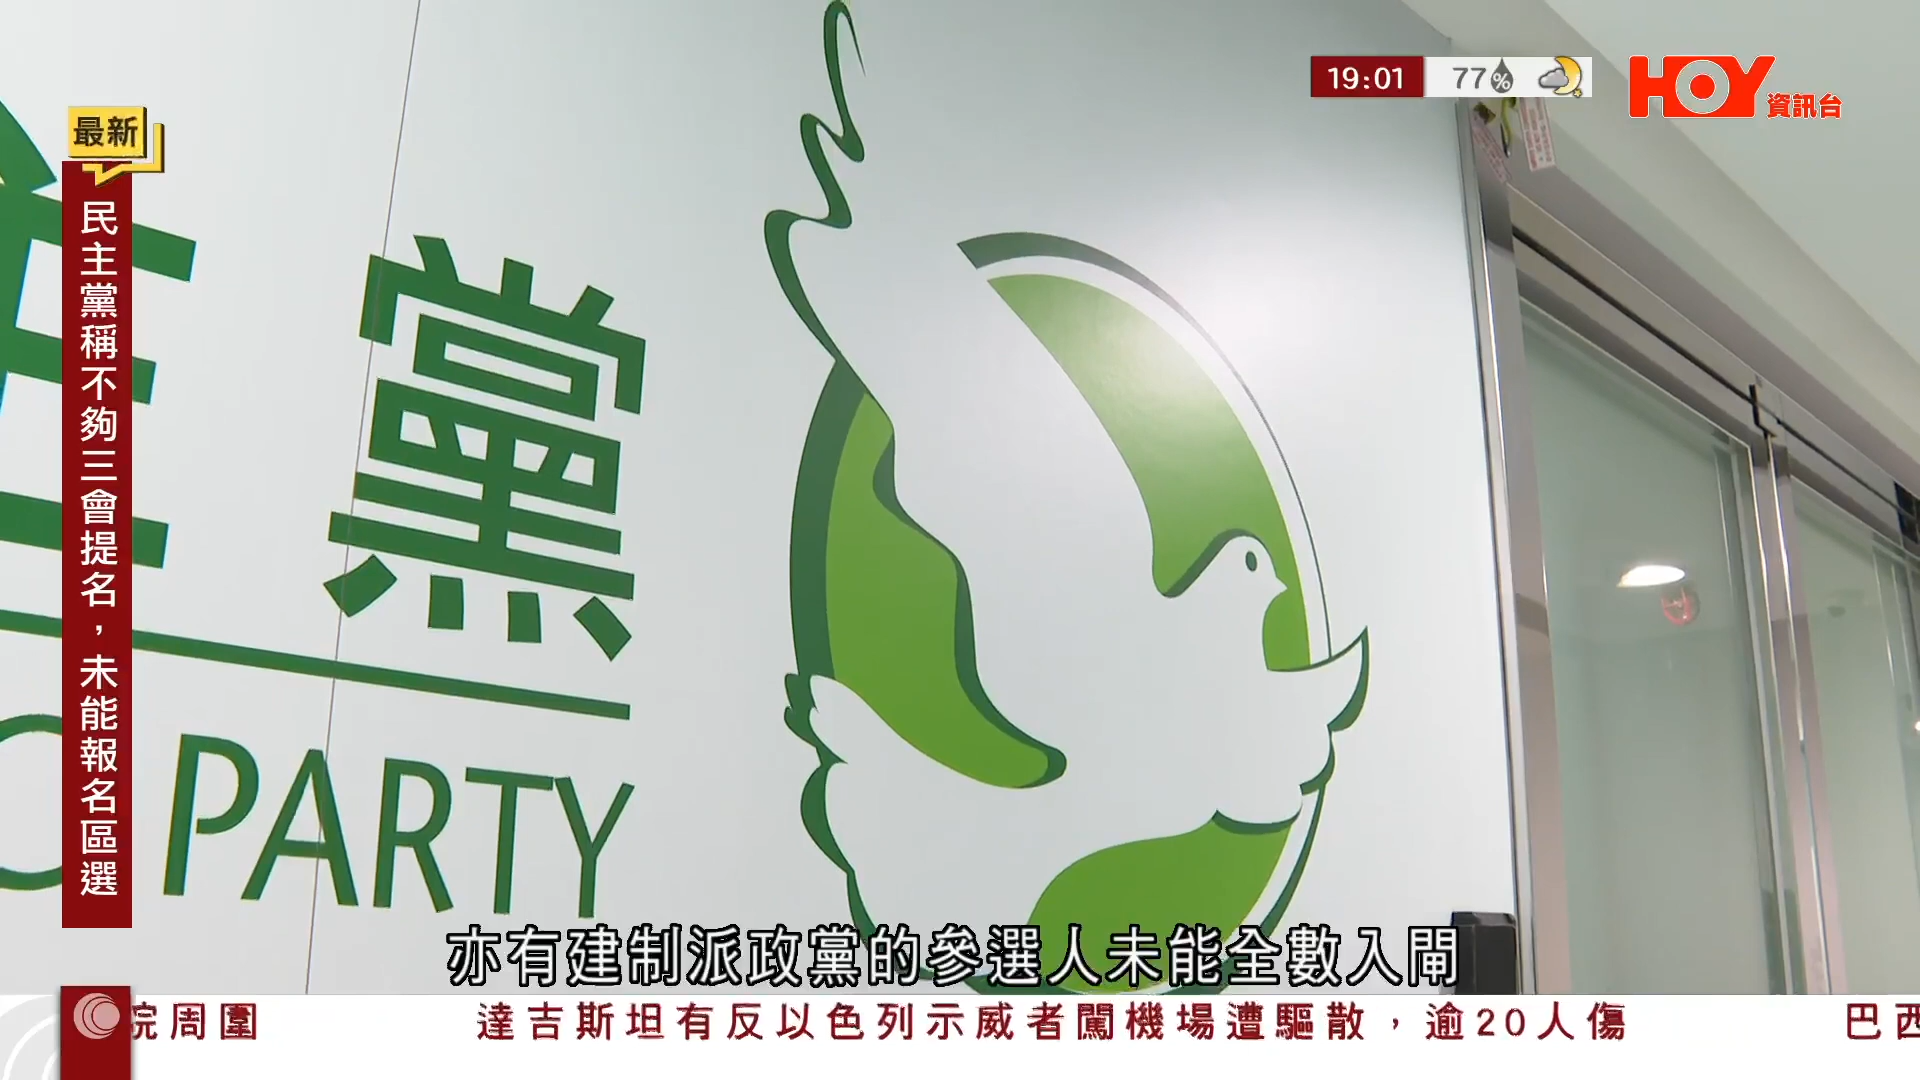 19:01
77%
HOY 資訊台
最新
民主黨稱不夠三會提名，未能報名區選
黨
PARTY
亦有建制派政黨的參選人未能全數入閘
院周圍 達吉斯坦有反以色列示威者闖機場遭驅散，逾20人傷 巴西